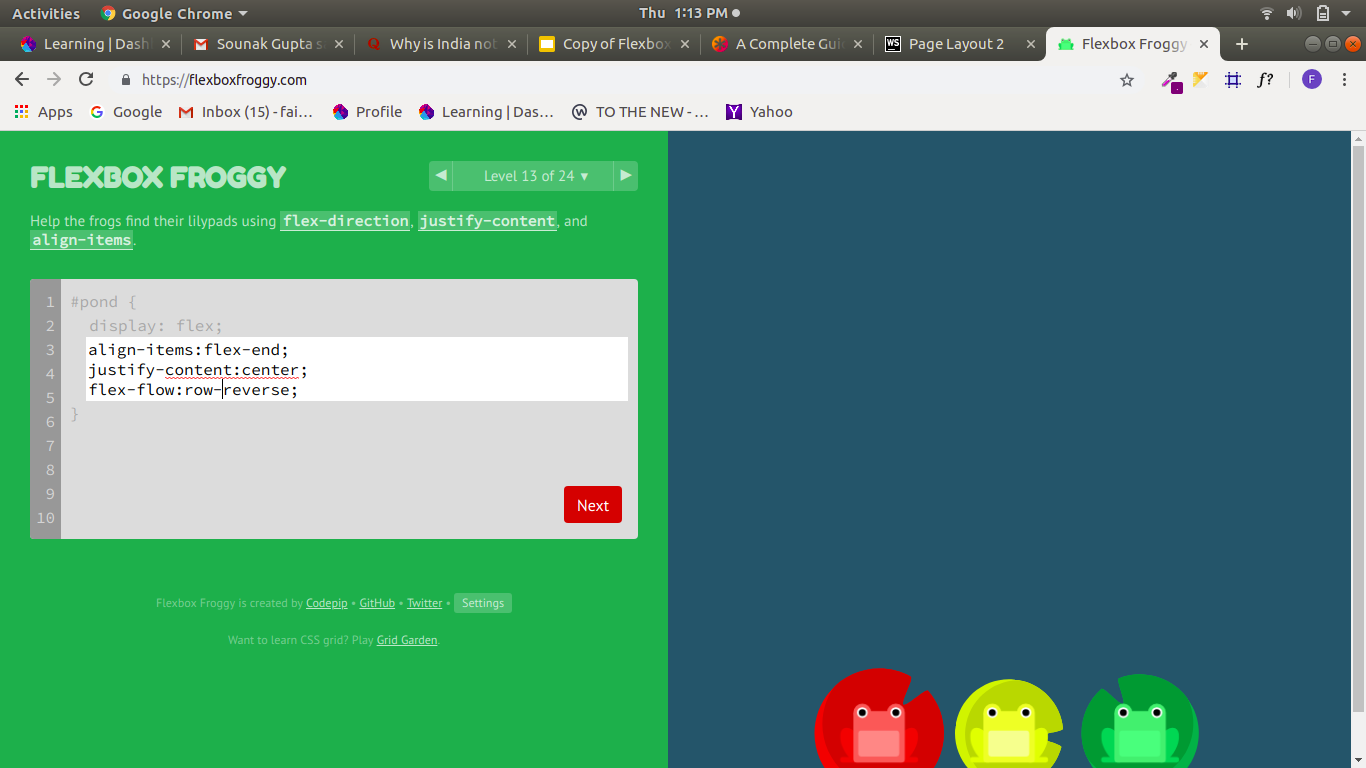 Activities Google Chrome Thu 1:13 PM
Learning | Dash Sounak Gupta s Why is India not Copy of Flexbox A Complete Gui WS Page Layout 2 Flexbox Froggy
https://flexboxfroggy.com f? F
Apps Google Inbox (15) - fai... Profile Learning | Das... TO THE NEW - ... Yahoo
FLEXBOX FROGGY
Level 13 of 24
Help the frogs find their lilypads using flex-direction, justify-content, and
align-items.
1 #pond {
2 display: flex;
3 align-items:flex-end;
4 justify-content:center;
5 flex-flow:row-reverse;
6 }
7
8
9
10
Next
Flexbox Froggy is created by Codepip • GitHub • Twitter • Settings
Want to learn CSS grid? Play Grid Garden.